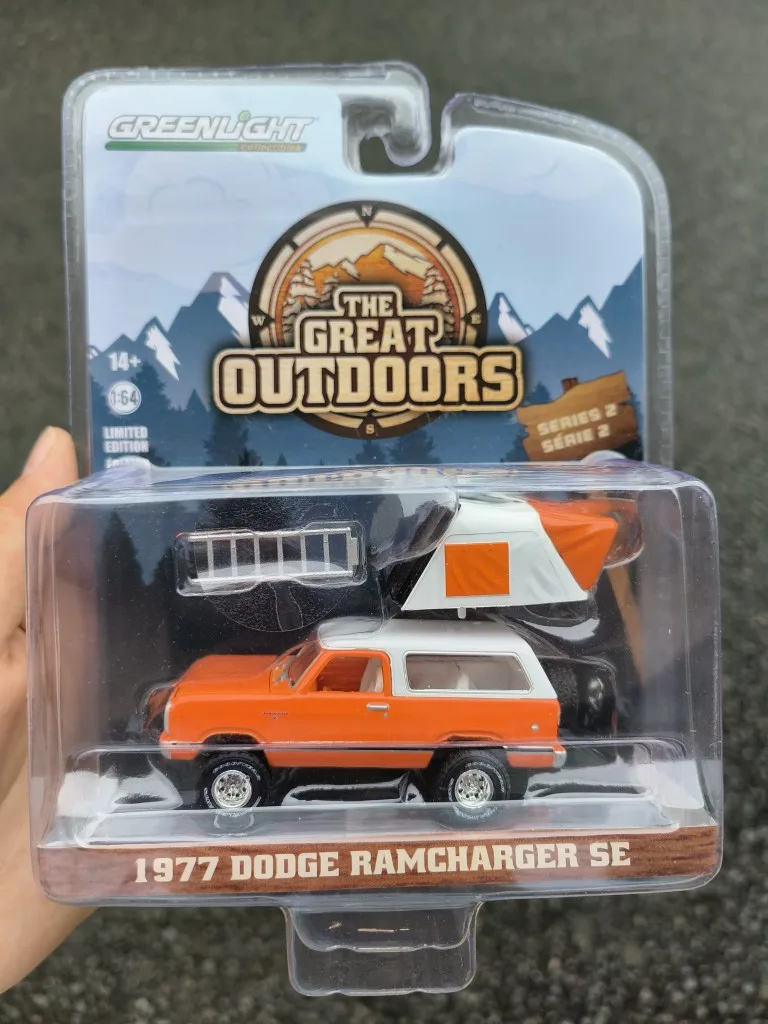 GREENLiGHT
collectibles
N
W
E
THE
GREAT
OUTDOORS
S
14+
1:64
LIMITED
EDITION
SERIES 2
SÉRIE 2
1977 DODGE RAMCHARGER SE